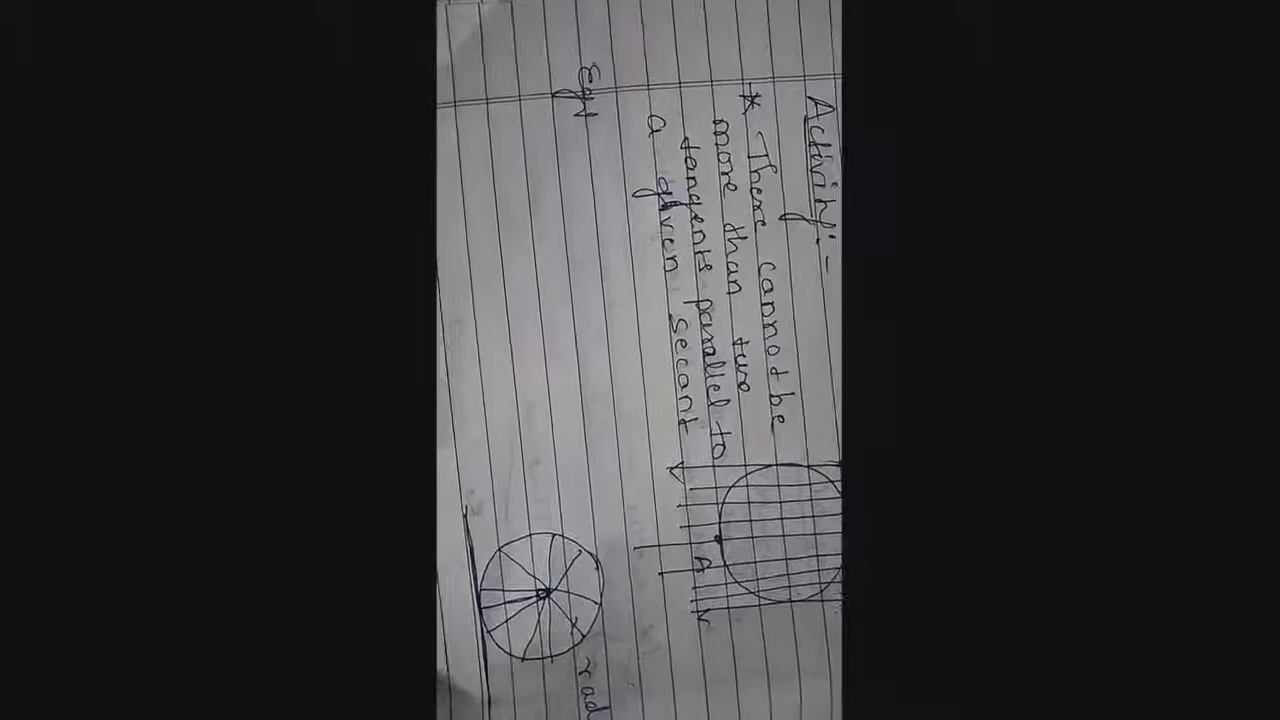 Activity:-
* There cannot be
more than two
tangents parallel to
a given secant
A
Eg:
rad